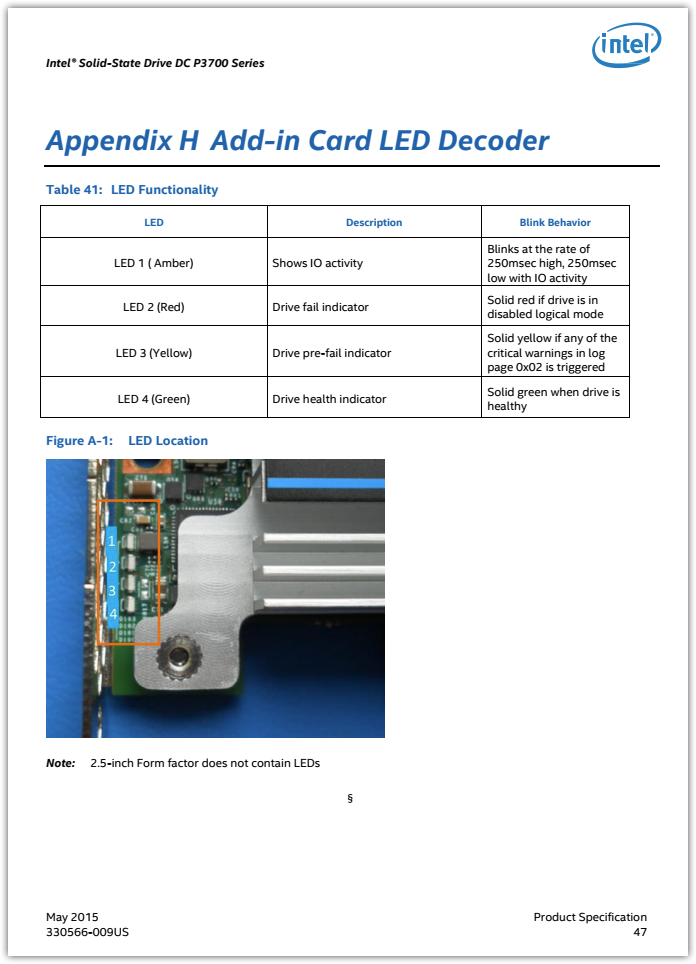 intel
Intel® Solid-State Drive DC P3700 Series
Appendix H Add-in Card LED Decoder
Table 41: LED Functionality
LED Description Blink Behavior
LED 1 ( Amber) Shows IO activity Blinks at the rate of
250msec high, 250msec
low with IO activity
LED 2 (Red) Drive fail indicator Solid red if drive is in
disabled logical mode
LED 3 (Yellow) Drive pre-fail indicator Solid yellow if any of the
critical warnings in log
page 0x02 is triggered
LED 4 (Green) Drive health indicator Solid green when drive is
healthy
Figure A-1: LED Location
1
2
3
4
Note: 2.5-inch Form factor does not contain LEDs
§
May 2015 Product Specification
330566-009US 47